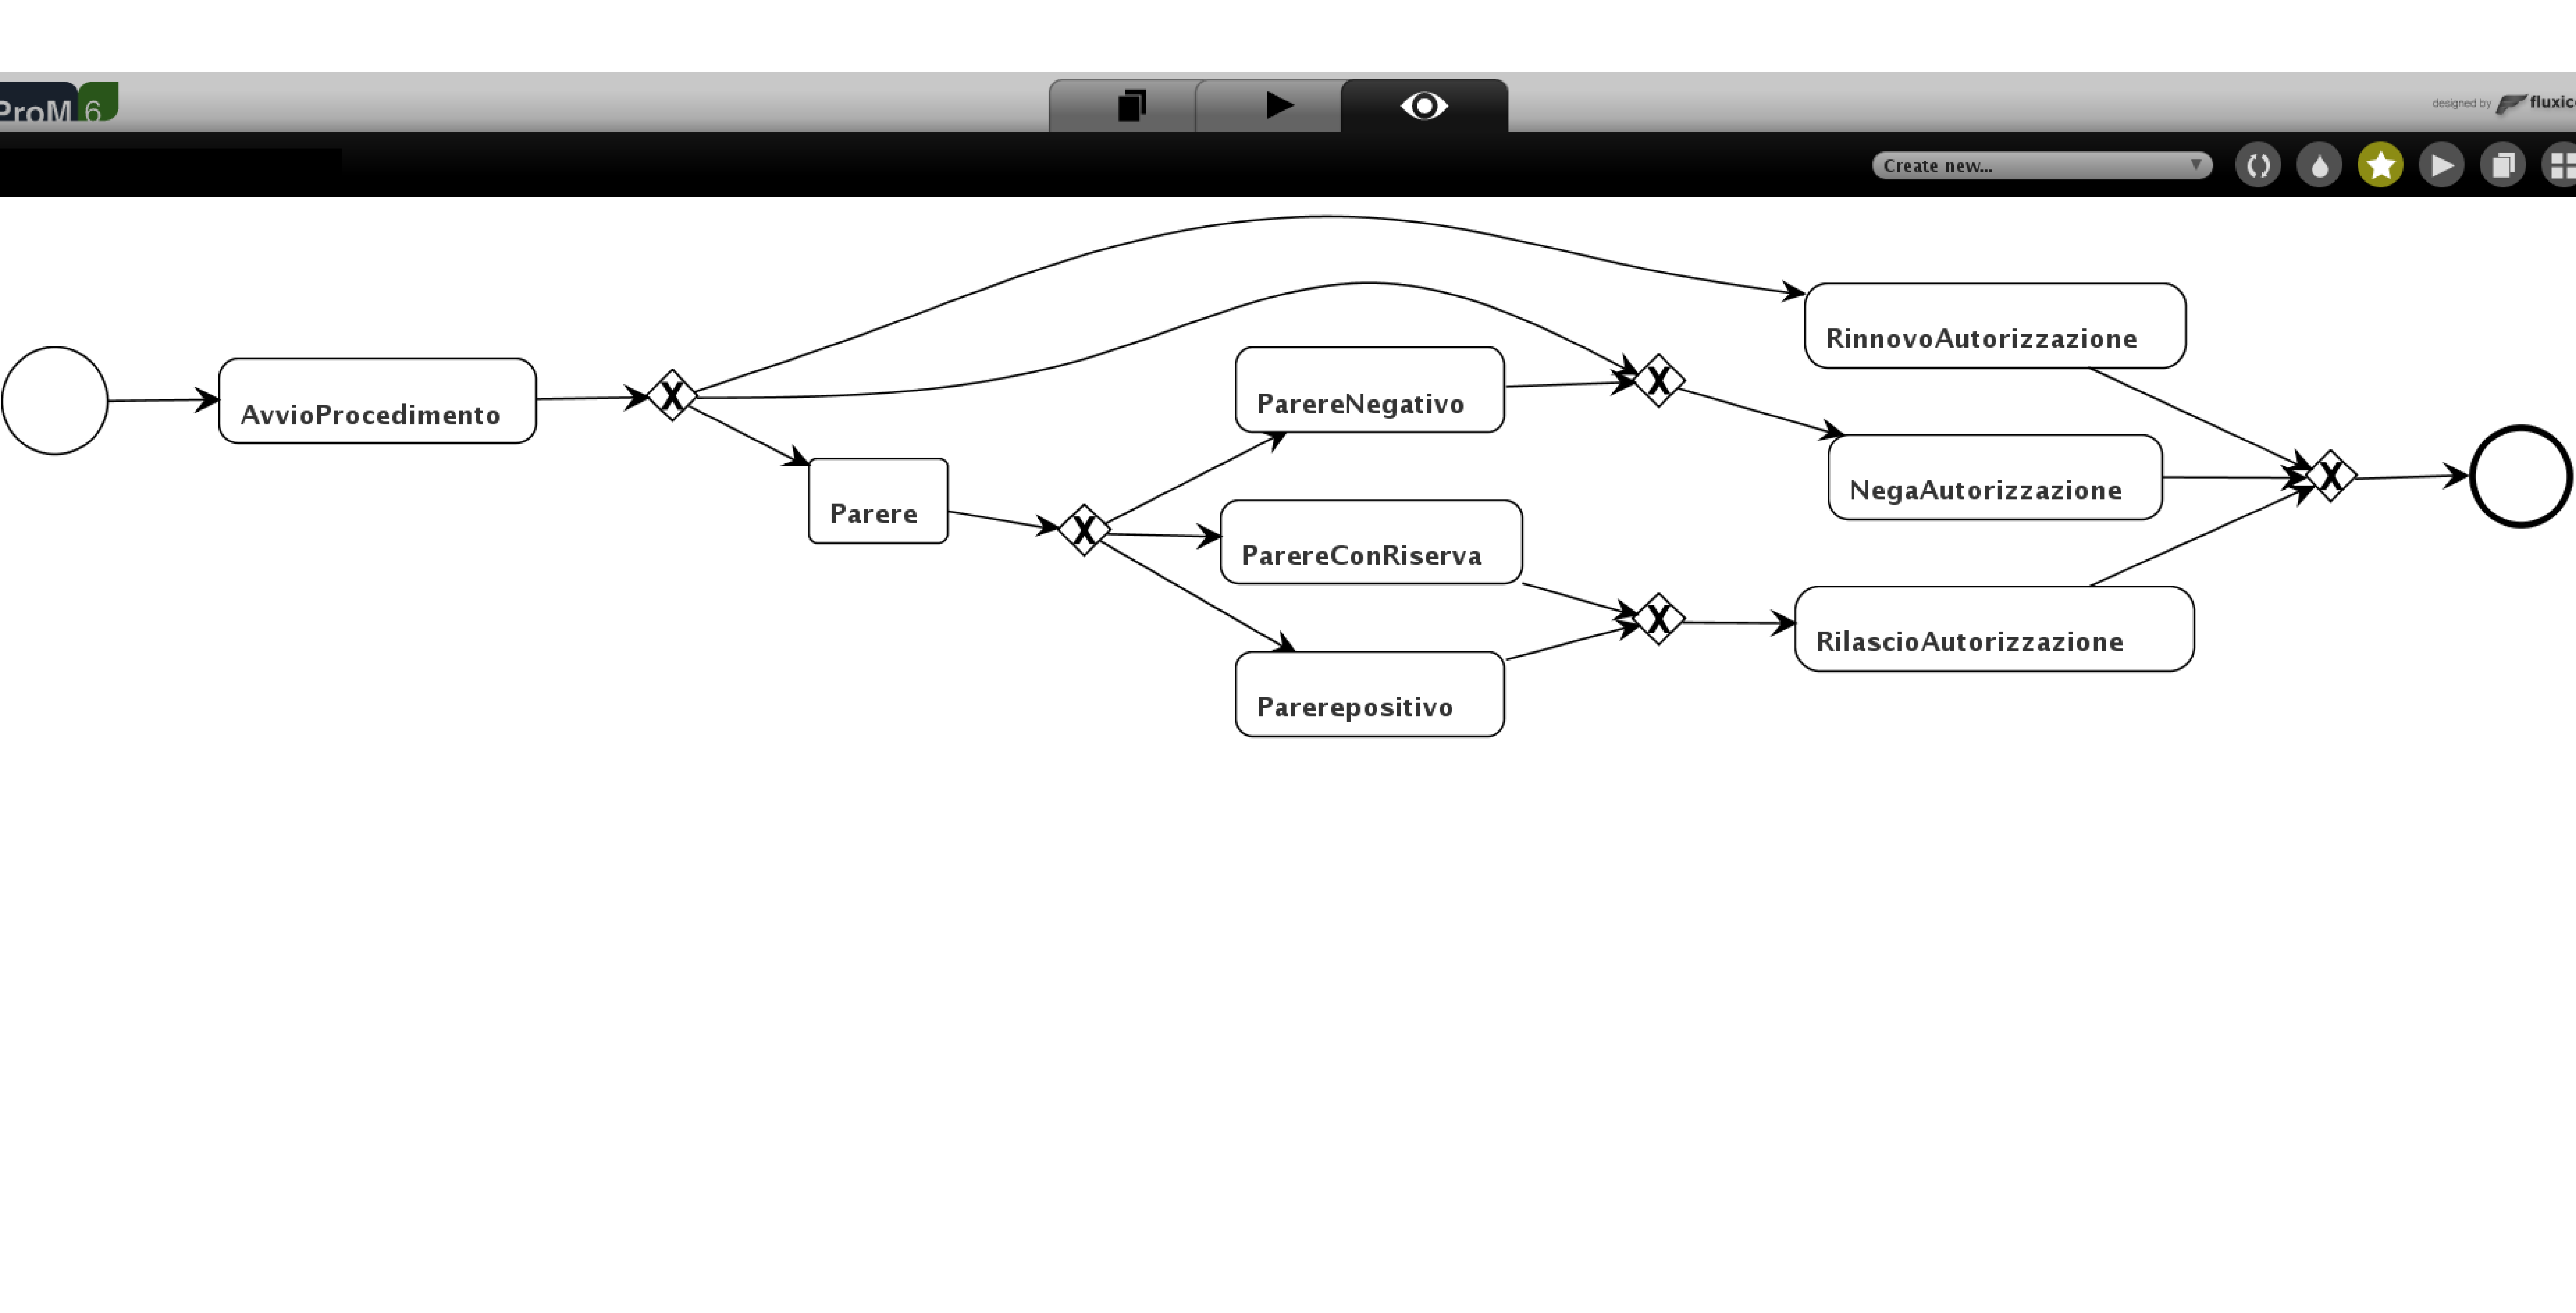 ProM 6
designed by fluxic
Create new...
RinnovoAutorizzazione
AvvioProcedimento
X
X
ParereNegativo
X
NegaAutorizzazione
Parere
X
ParereConRiserva
X
X
RilascioAutorizzazione
Parerepositivo